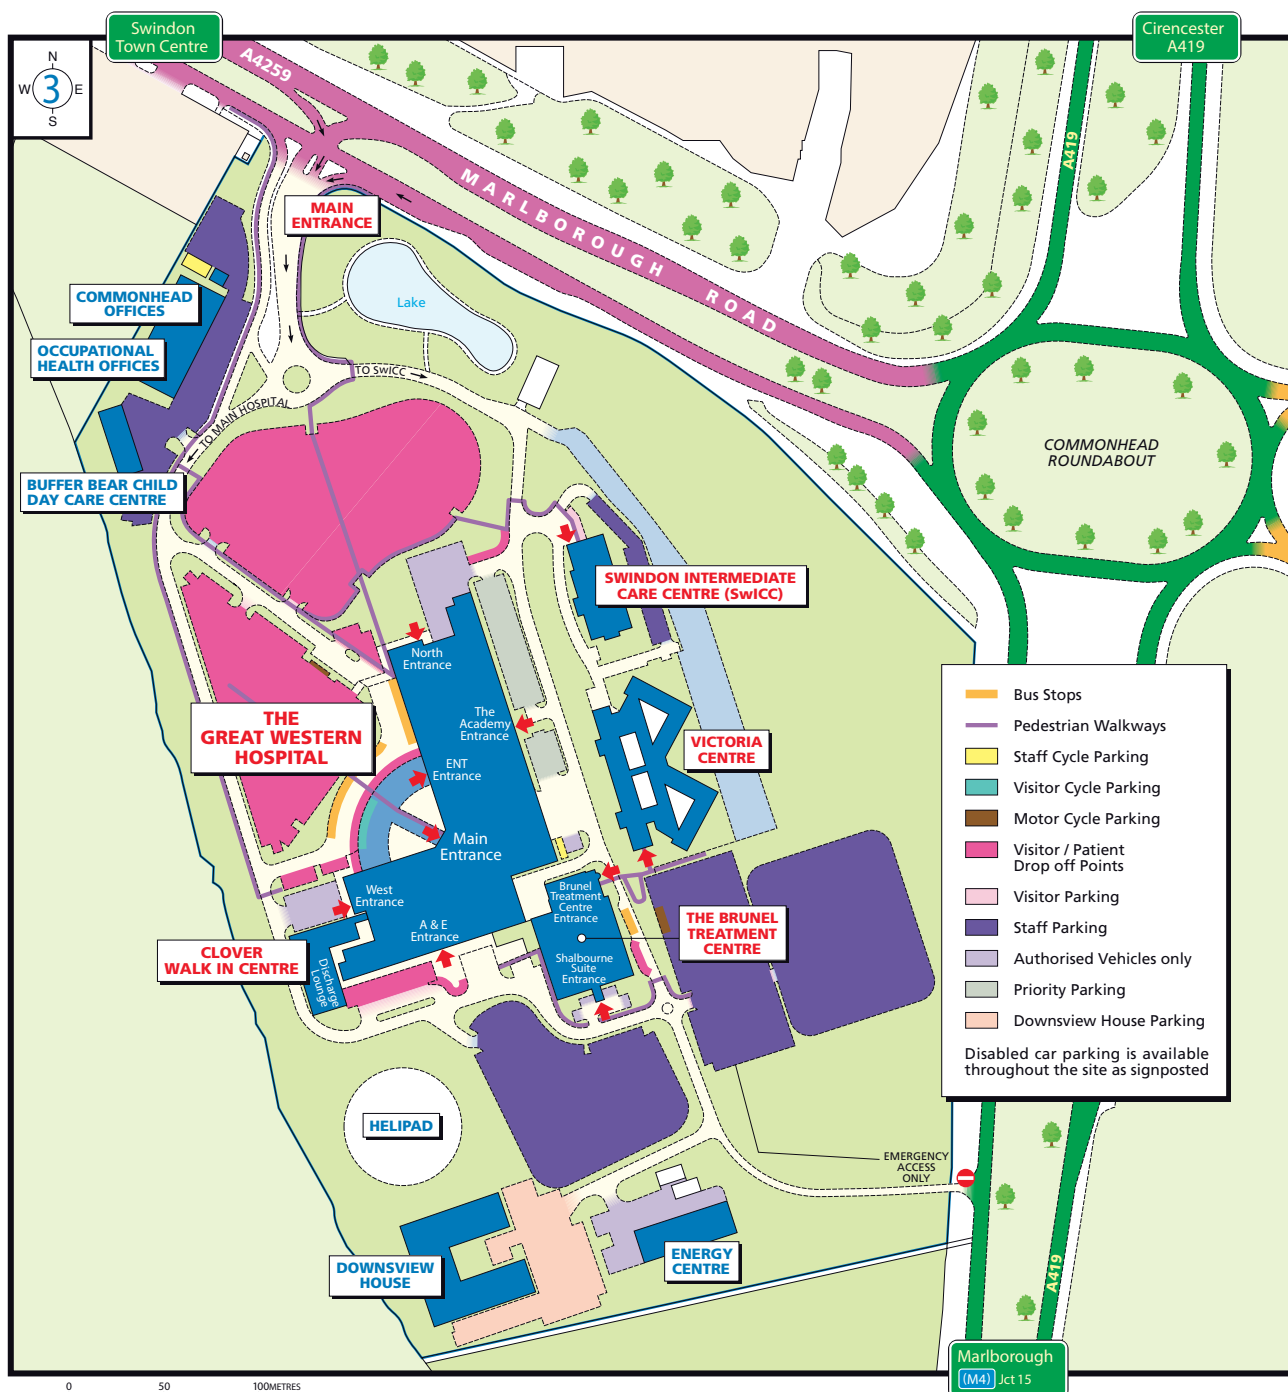 Swindon
Town Centre
Cirencester
A419
N
W 3 E
S
A4259
MARLBOROUGH ROAD
A419
MAIN
ENTRANCE
COMMONHEAD
OFFICES
Lake
OCCUPATIONAL
HEALTH OFFICES
TO SwICC
TO MAIN HOSPITAL
COMMONHEAD
ROUNDABOUT
BUFFER BEAR CHILD
DAY CARE CENTRE
SWINDON INTERMEDIATE
CARE CENTRE (SwICC)
North
Entrance
THE
GREAT WESTERN
HOSPITAL
The
Academy
Entrance
VICTORIA
CENTRE
ENT
Entrance
Main
Entrance
West
Entrance
Brunel
Treatment
Centre
Entrance
A & E
Entrance
THE BRUNEL
TREATMENT
CENTRE
CLOVER
WALK IN CENTRE
Discharge
Lounge
Shalbourne
Suite
Entrance
Bus Stops
Pedestrian Walkways
Staff Cycle Parking
Visitor Cycle Parking
Motor Cycle Parking
Visitor / Patient
Drop off Points
Visitor Parking
Staff Parking
Authorised Vehicles only
Priority Parking
Downsview House Parking
Disabled car parking is available
throughout the site as signposted
HELIPAD
EMERGENCY
ACCESS
ONLY
DOWNSVIEW
HOUSE
ENERGY
CENTRE
A419
Marlborough
(M4) Jct 15
0 50 100METRES